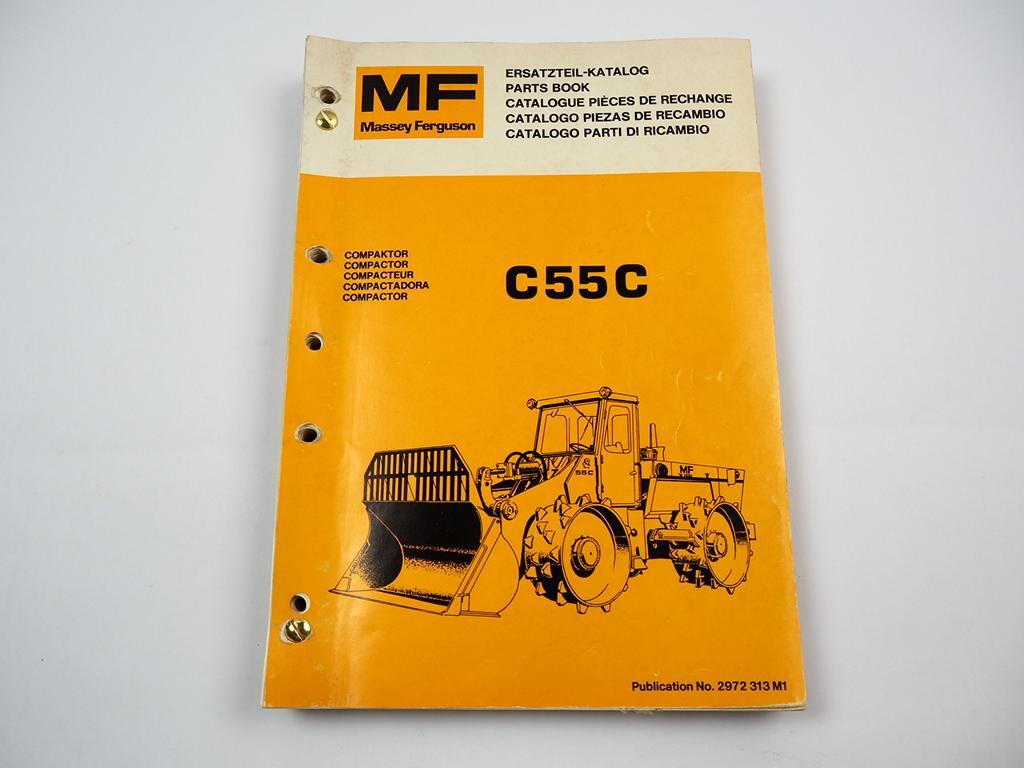 MF
Massey Ferguson
ERSATZTEIL-KATALOG
PARTS BOOK
CATALOGUE PIÈCES DE RECHANGE
CATALOGO PIEZAS DE RECAMBIO
CATALOGO PARTI DI RICAMBIO
COMPAKTOR
COMPACTOR
COMPACTEUR
COMPACTADORA
COMPACTOR
C55C
55C
MF
Publication No. 2972 313 M1